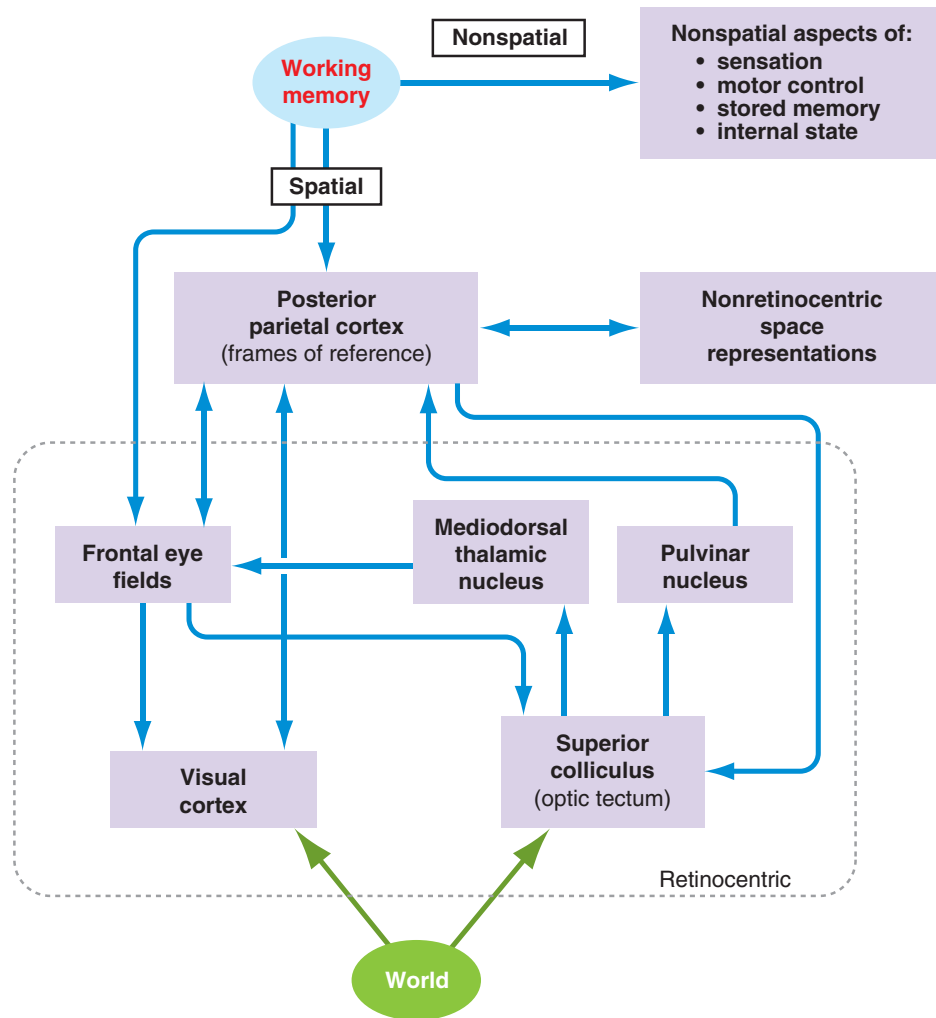 Nonspatial
Nonspatial aspects of:
• sensation
• motor control
• stored memory
• internal state
Working
memory
Spatial
Posterior
parietal cortex
(frames of reference)
Nonretinocentric
space
representations
Frontal eye
fields
Mediodorsal
thalamic
nucleus
Pulvinar
nucleus
Visual
cortex
Superior
colliculus
(optic tectum)
Retinocentric
World